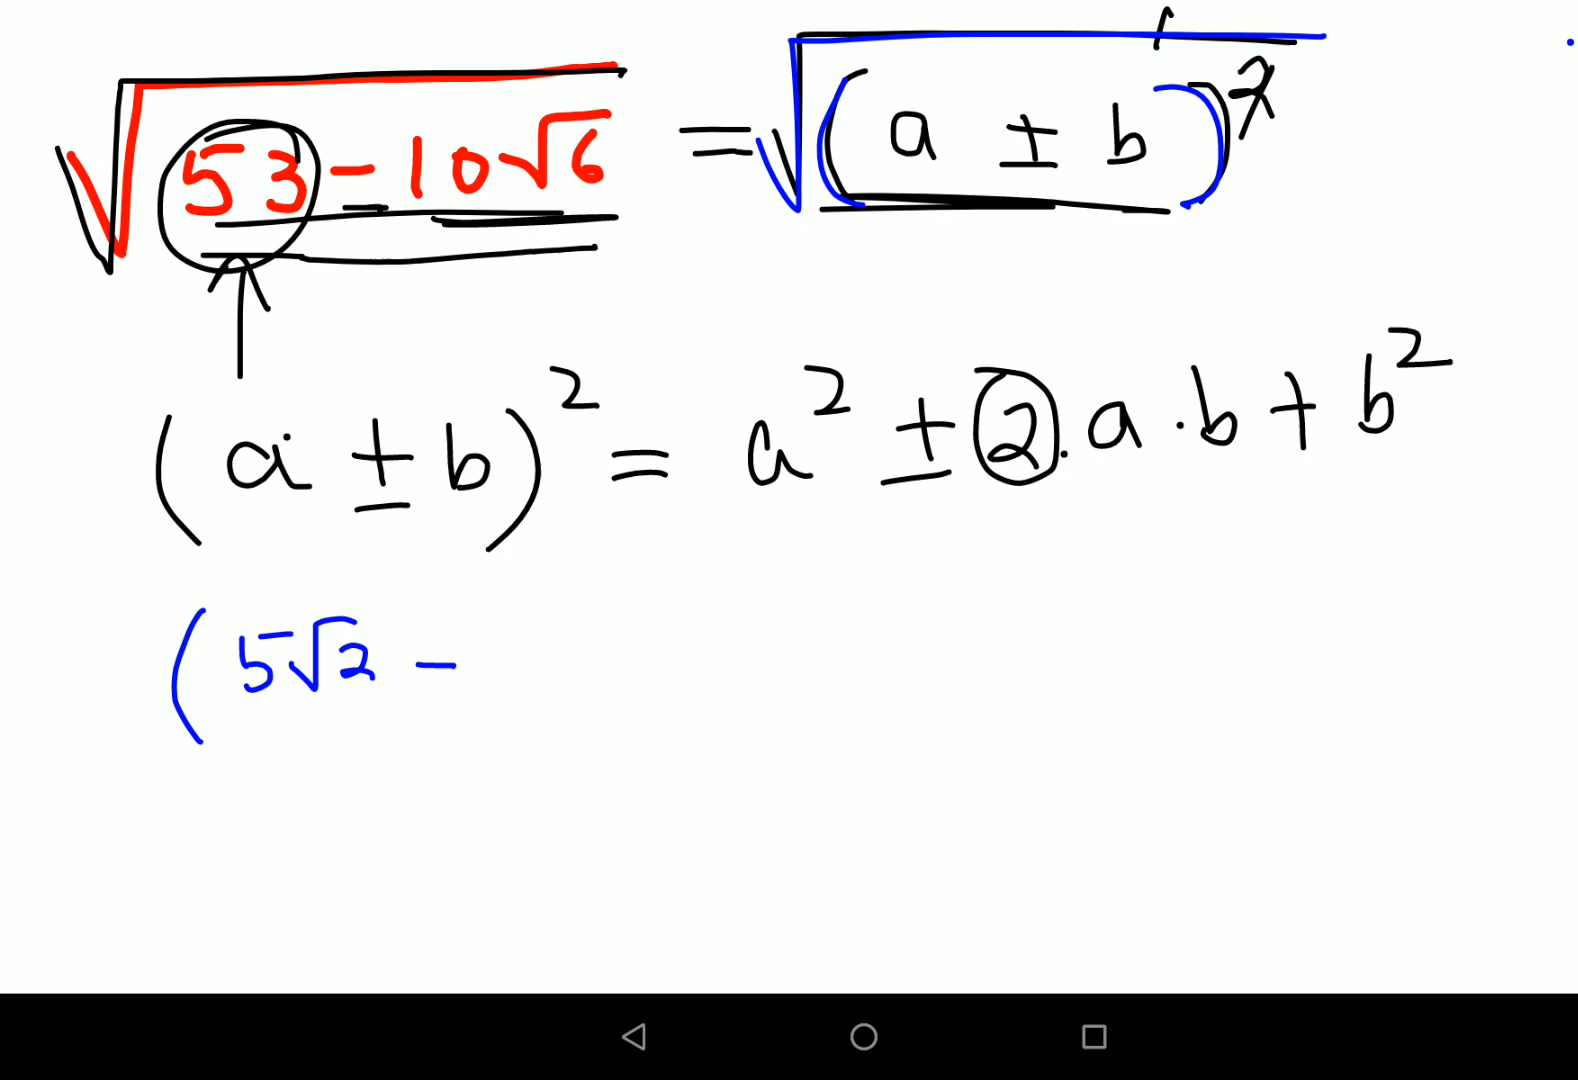 √(53 - 10√6) = √((a ± b)²)
(a ± b)² = a² ± 2 . a . b + b²
(5√2 -